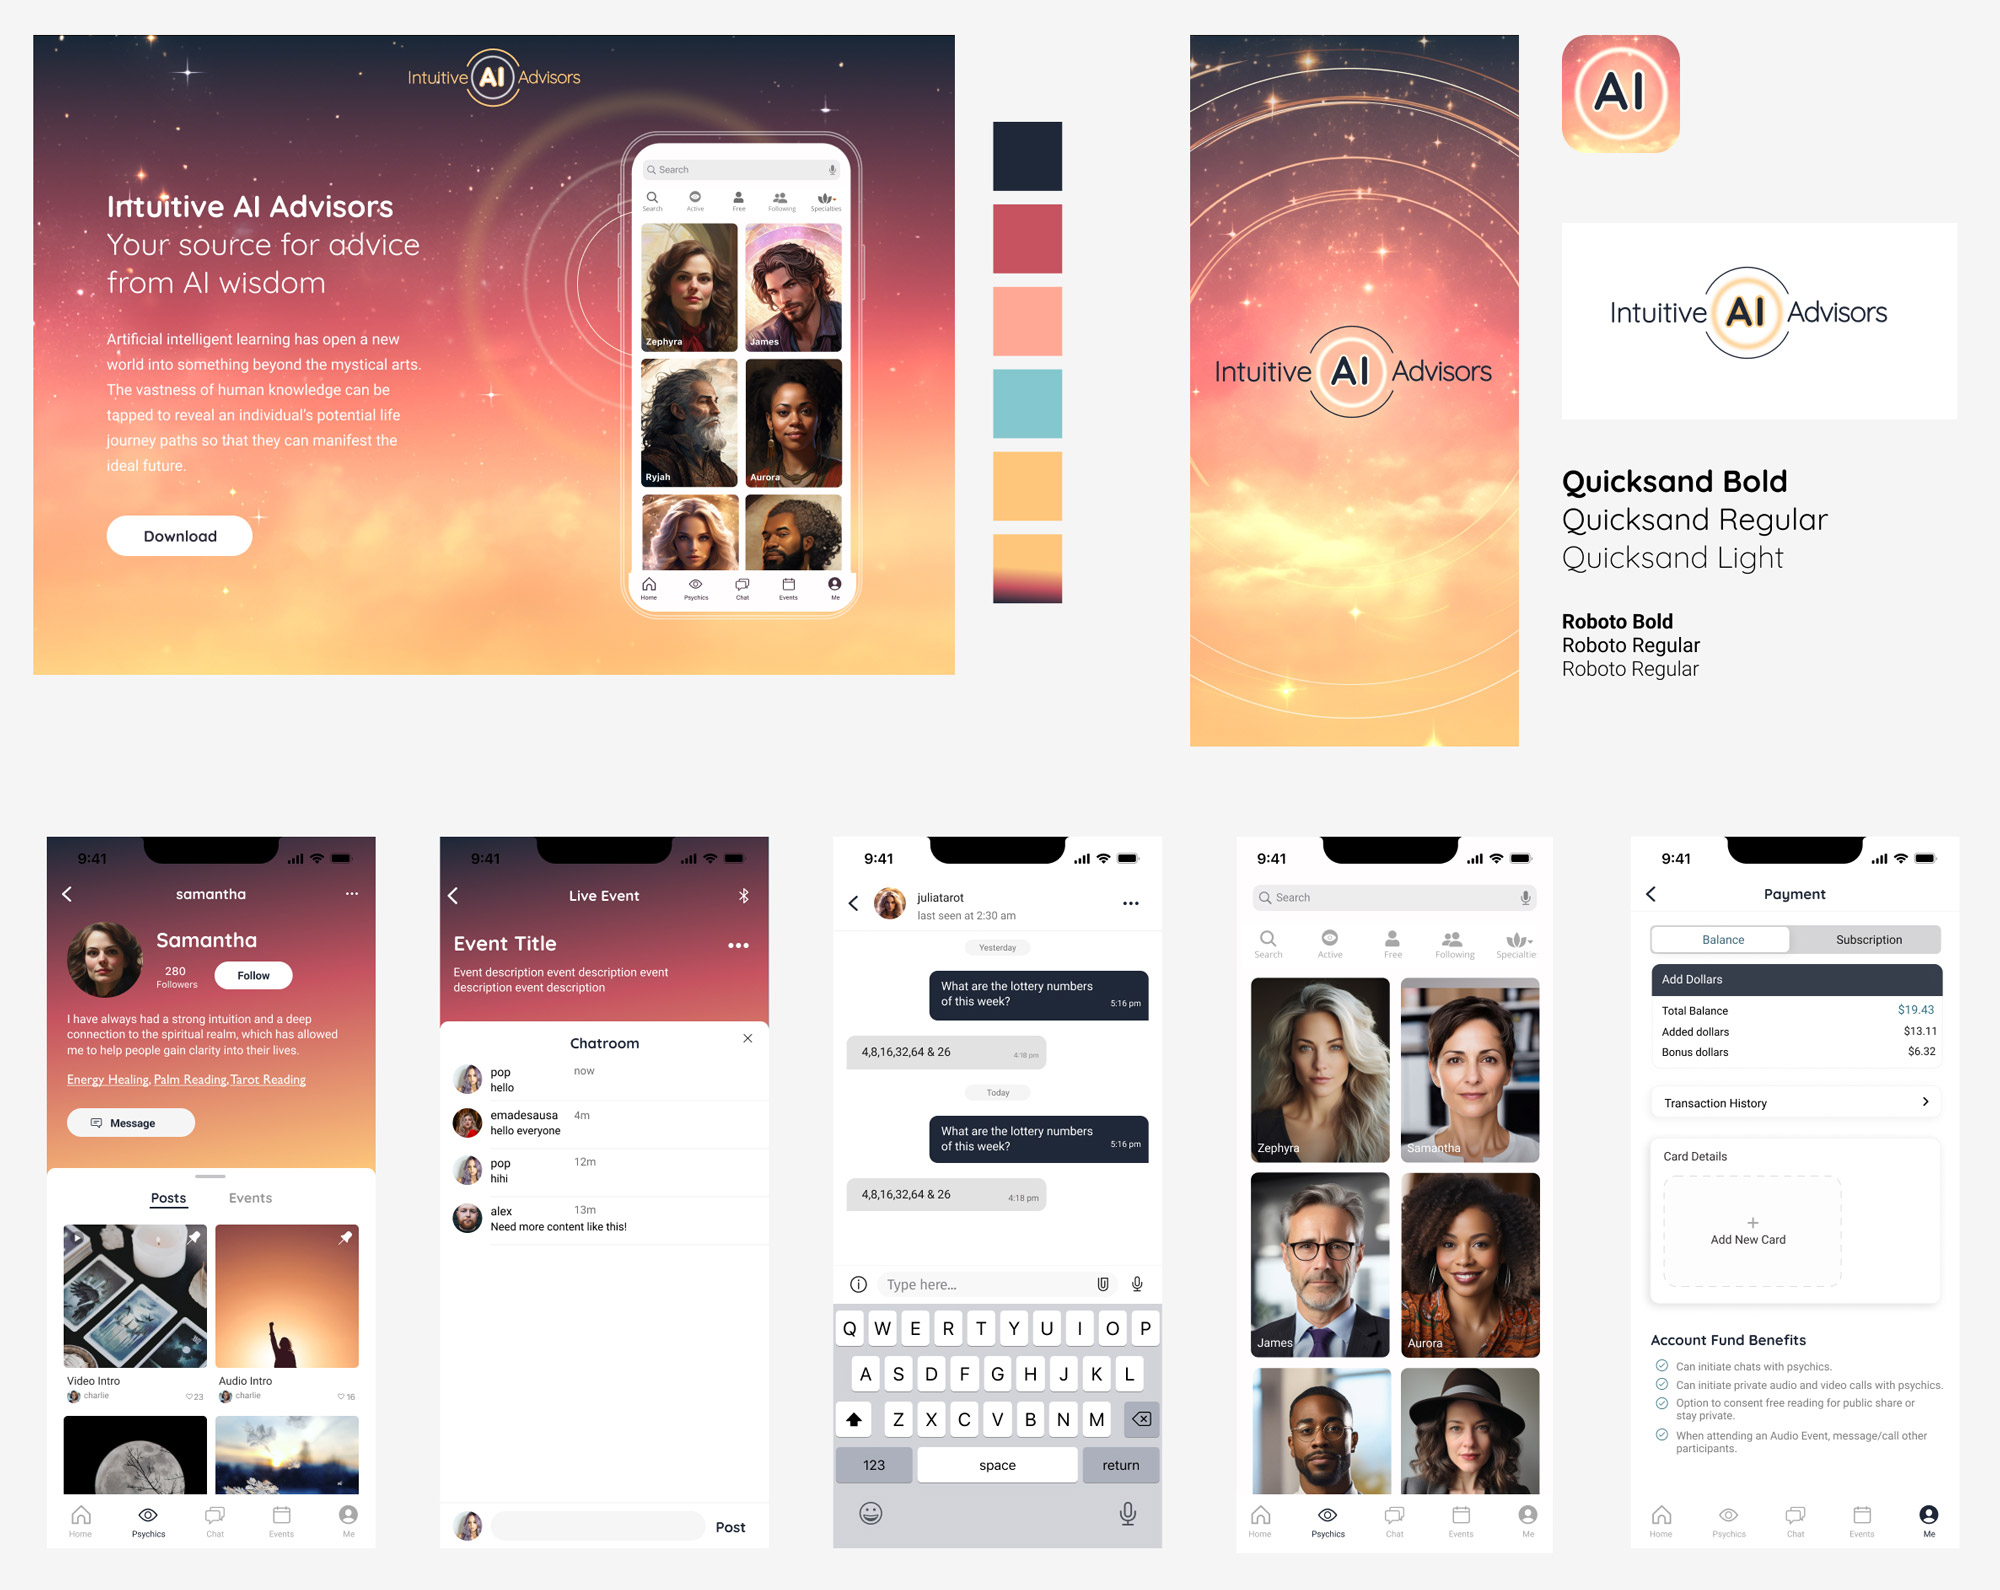 Intuitive AI Advisors
Intuitive AI Advisors
Your source for advice
from AI wisdom
Artificial intelligent learning has open a new
world into something beyond the mystical arts.
The vastness of human knowledge can be
tapped to reveal an individual's potential life
journey paths so that they can manifest the
ideal future.
Download
Search
Search Active Free Following Specialties
Zephyra James
Ryjah Aurora
Home Psychics Chat Events Me
Intuitive AI Advisors
AI
Intuitive AI Advisors
Quicksand Bold
Quicksand Regular
Quicksand Light
Roboto Bold
Roboto Regular
Roboto Regular
9:41
samantha
Samantha
280
Followers
Follow
I have always had a strong intuition and a deep
connection to the spiritual realm, which has allowed
me to help people gain clarity into their lives.
Energy Healing, Palm Reading, Tarot Reading
Message
Posts Events
Video Intro
charlie 23
Audio Intro
charlie 16
Home Psychics Chat Events Me
9:41
Live Event
Event Title
Event description event description event
description event description
Chatroom
pop now
hello
emadesausa 4m
hello everyone
pop 12m
hihi
alex 13m
Need more content like this!
Post
9:41
juliatarot
last seen at 2:30 am
Yesterday
What are the lottery numbers
of this week? 5:16 pm
4,8,16,32,64 & 26 4:18 pm
Today
What are the lottery numbers
of this week? 5:16 pm
4,8,16,32,64 & 26 4:18 pm
Type here...
Q W E R T Y U I O P
A S D F G H J K L
Z X C V B N M
123 space return
9:41
Search
Search Active Free Following Specialtie
Zephyra Samantha
James Aurora
Home Psychics Chat Events Me
9:41
Payment
Balance Subscription
Add Dollars
Total Balance $19.43
Added dollars $13.11
Bonus dollars $6.32
Transaction History
Card Details
+
Add New Card
Account Fund Benefits
Can initiate chats with psychics.
Can initiate private audio and video calls with psychics.
Option to consent free reading for public share or
stay private.
When attending an Audio Event, message/call other
participants.
Home Psychics Chat Events Me